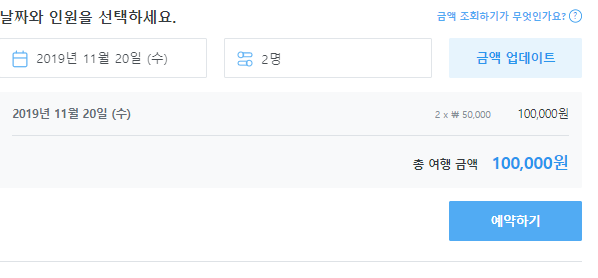 날짜와 인원을 선택하세요. 금액 조회하기가 무엇인가요? ?
2019년 11월 20일 (수) 2명 금액 업데이트
2019년 11월 20일 (수) 2 x ₩ 50,000 100,000원
총 여행 금액 100,000원
예약하기